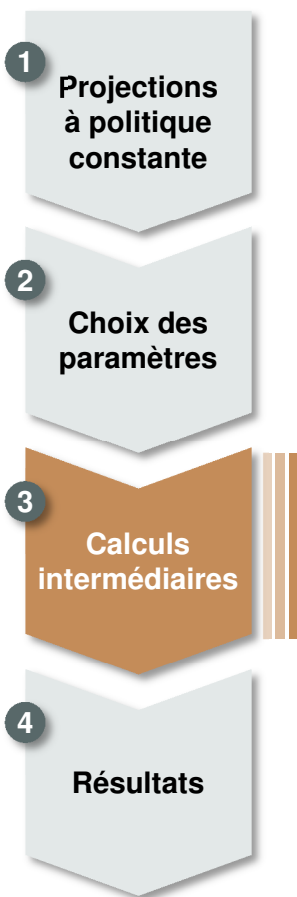 1
Projections
à politique
constante
2
Choix des
paramètres
3
Calculs
intermédiaires
4
Résultats